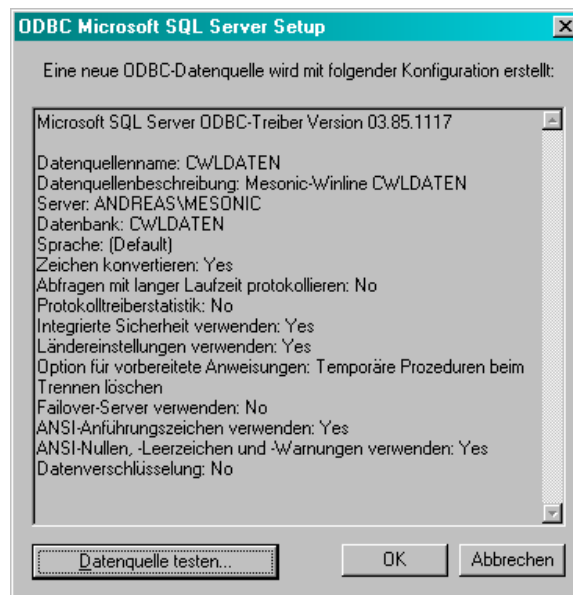 ODBC Microsoft SQL Server Setup
Eine neue ODBC-Datenquelle wird mit folgender Konfiguration erstellt:
Microsoft SQL Server ODBC-Treiber Version 03.85.1117
Datenquellenname: CWLDATEN
Datenquellenbeschreibung: Mesonic-Winline CWLDATEN
Server: ANDREAS\MESONIC
Datenbank: CWLDATEN
Sprache: (Default)
Zeichen konvertieren: Yes
Abfragen mit langer Laufzeit protokollieren: No
Protokolltreiberstatistik: No
Integrierte Sicherheit verwenden: Yes
Ländereinstellungen verwenden: Yes
Option für vorbereitete Anweisungen: Temporäre Prozeduren beim
Trennen löschen
Failover-Server verwenden: No
ANSI-Anführungszeichen verwenden: Yes
ANSI-Nullen, -Leerzeichen und -Warnungen verwenden: Yes
Datenverschlüsselung: No
Datenquelle testen... OK Abbrechen